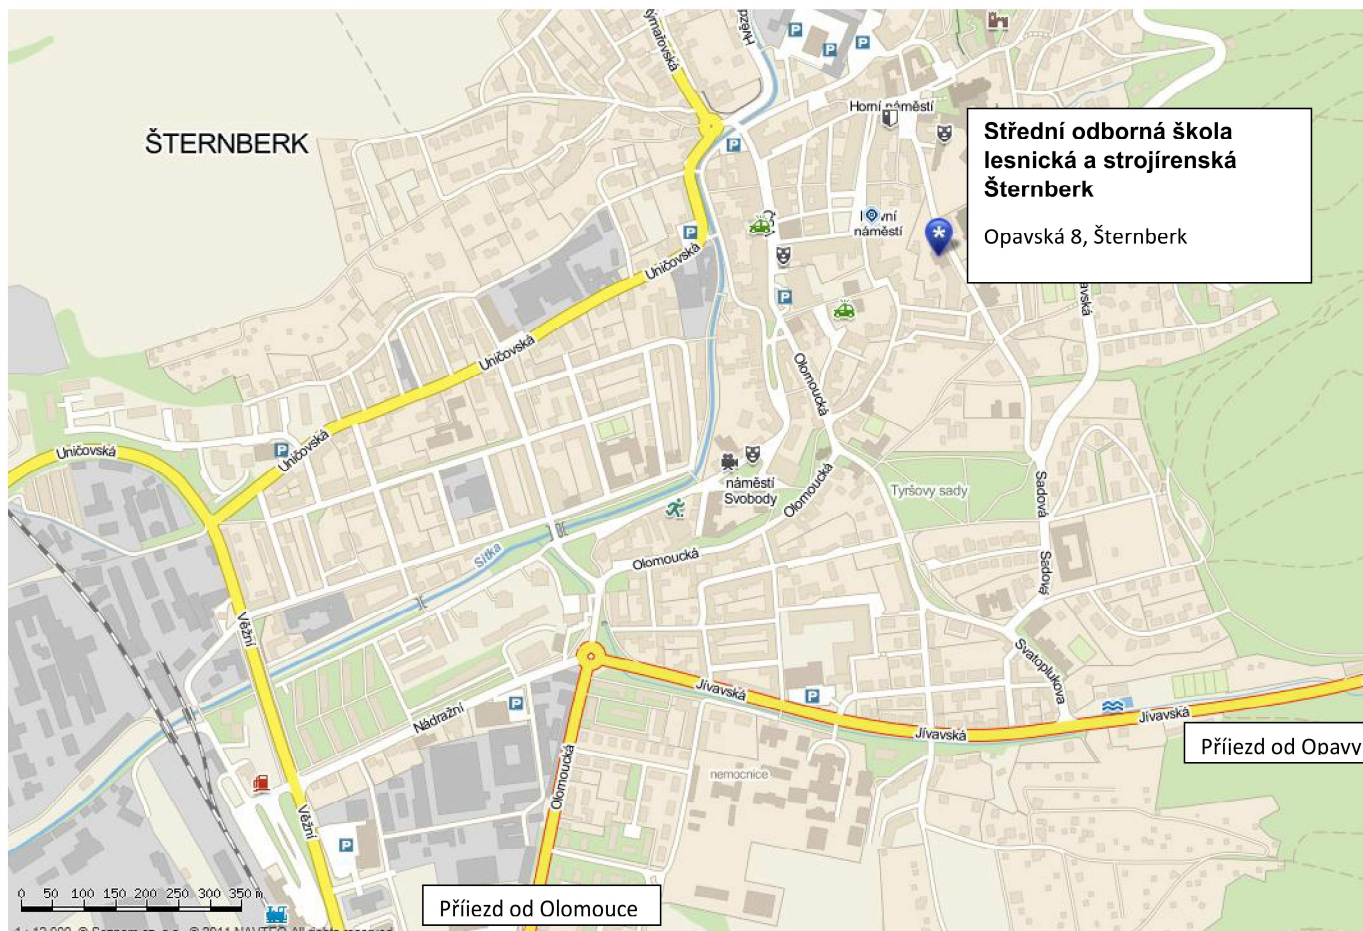 ŠTERNBERK
Horní náměstí
Střední odborná škola
lesnická a strojírenská
Šternberk
Opavská 8, Šternberk
náměstí
Uničovská
Uničovská
Uničovská
Uničovská
Olomoucká
Olomoucká
Olomoucká
Olomoucká
náměstí
Svobody
Tyršovy sady
Sadová
Sadová
Sitka
Věžní
Věžní
Svatoplukova
Jívavská
Jívavská
Jívavská
Nádražní
nemocnice
Příjezd od Opavy
Příjezd od Olomouce
0 50 100 150 200 250 300 350 m
P
P
P
P
P
P
P
P
P
P